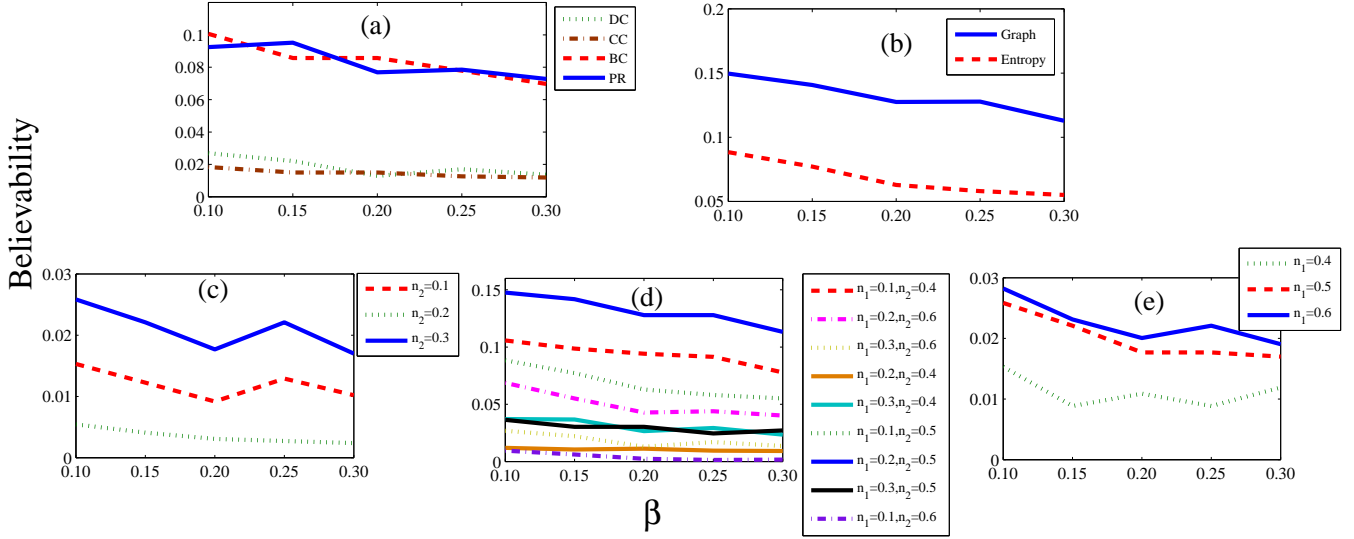 Believability
(a)
0.1
0.08
0.06
0.04
0.02
0
0.10 0.15 0.20 0.25 0.30
DC
CC
BC
PR
(b)
0.2
0.15
0.1
0.05
0.10 0.15 0.20 0.25 0.30
Graph
Entropy
(c)
0.03
0.02
0.01
0
0.10 0.15 0.20 0.25 0.30
n2=0.1
n2=0.2
n2=0.3
(d)
0.15
0.1
0.05
0
0.10 0.15 0.20 0.25 0.30
n1=0.1,n2=0.4
n1=0.2,n2=0.6
n1=0.3,n2=0.6
n1=0.2,n2=0.4
n1=0.3,n2=0.4
n1=0.1,n2=0.5
n1=0.2,n2=0.5
n1=0.3,n2=0.5
n1=0.1,n2=0.6
(e)
0.03
0.02
0.01
0
0.10 0.15 0.20 0.25 0.30
n1=0.4
n1=0.5
n1=0.6
β